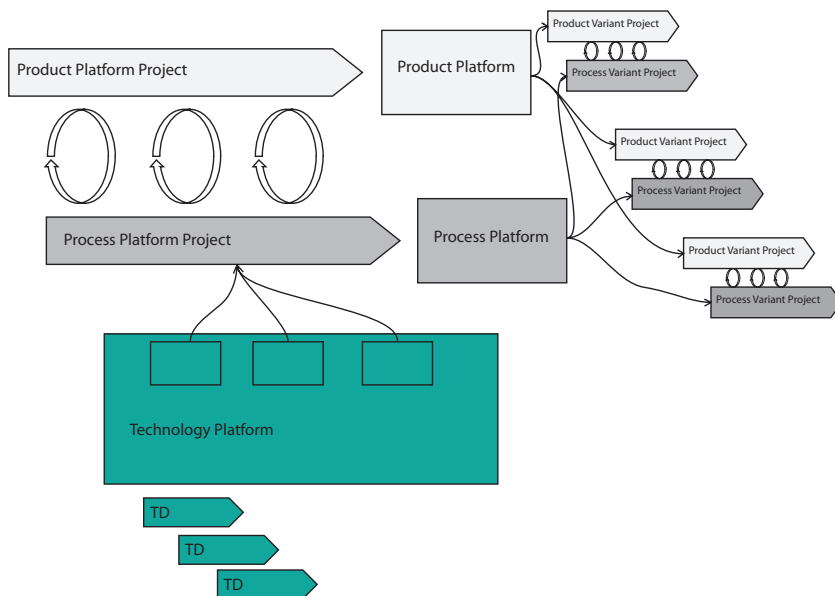 Product Platform Project
Product Platform
Product Variant Project
Process Variant Project
Product Variant Project
Process Variant Project
Process Platform Project
Process Platform
Product Variant Project
Process Variant Project
Technology Platform
TD
TD
TD